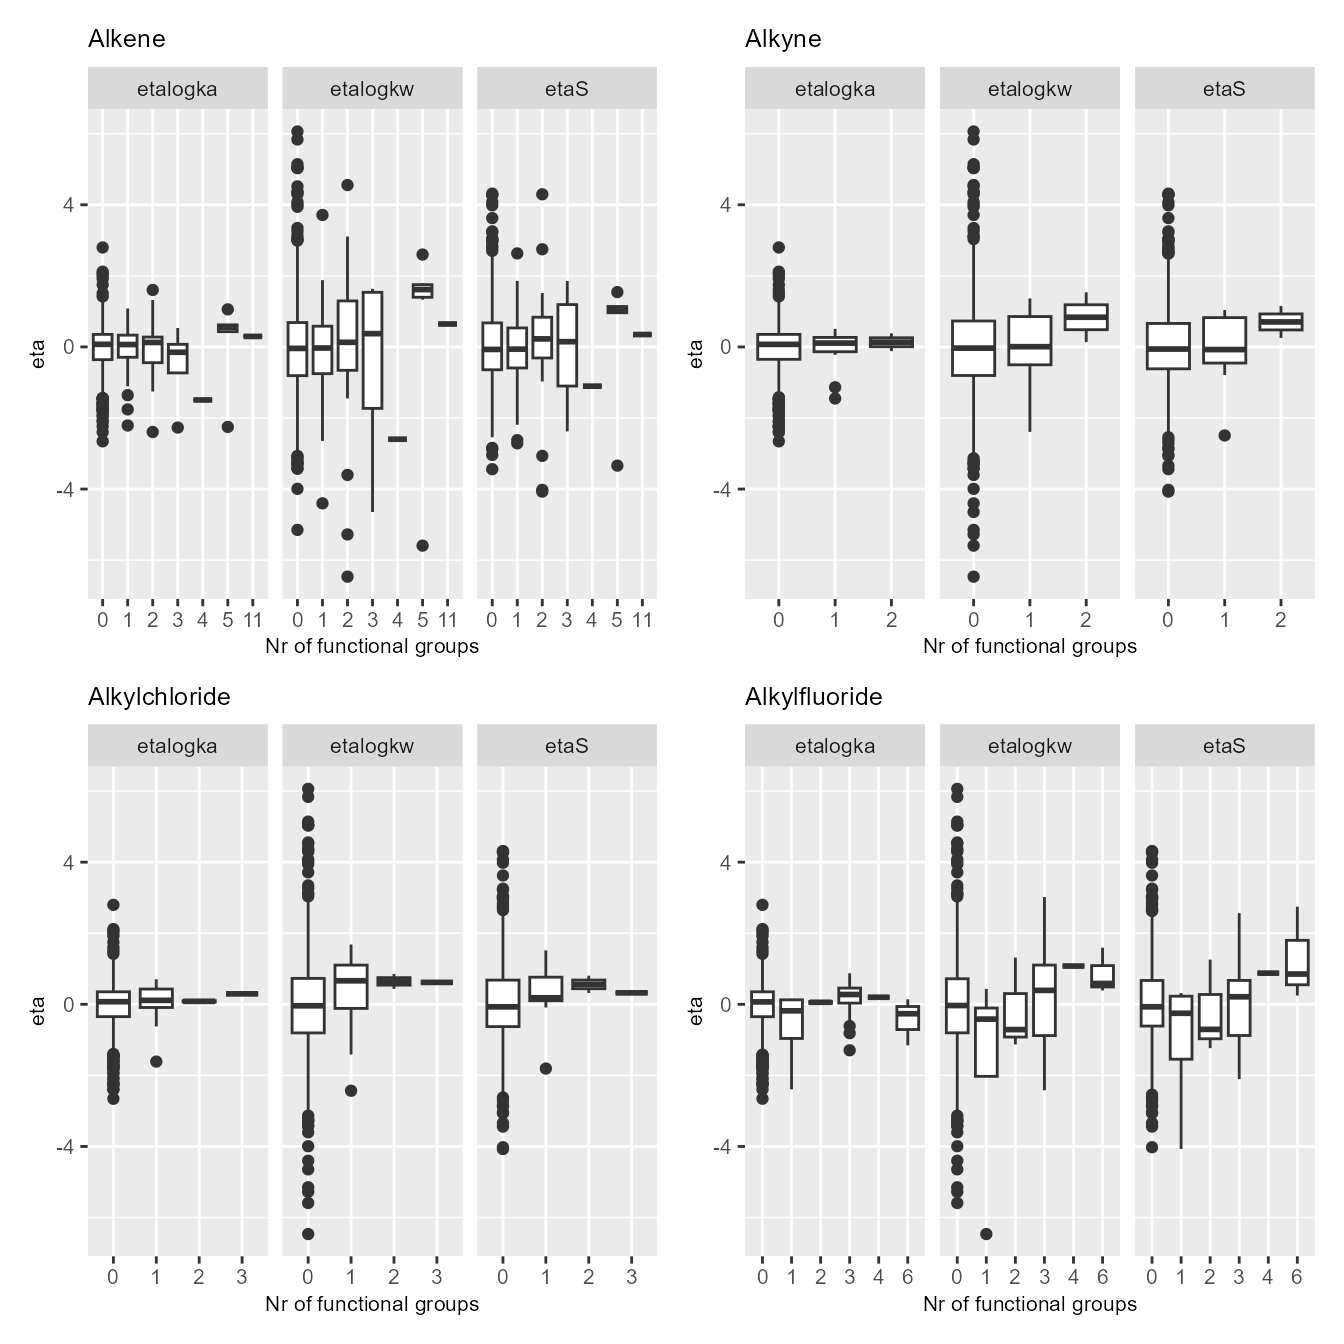 Alkene
etalogka etalogkw etaS
4
0
-4
eta
0 1 2 3 4 5 11 0 1 2 3 4 5 11 0 1 2 3 4 5 11
Nr of functional groups
Alkyne
etalogka etalogkw etaS
4
0
-4
eta
0 1 2 0 1 2 0 1 2
Nr of functional groups
Alkylchloride
etalogka etalogkw etaS
4
0
-4
eta
0 1 2 3 0 1 2 3 0 1 2 3
Nr of functional groups
Alkylfluoride
etalogka etalogkw etaS
4
0
-4
eta
0 1 2 3 4 6 0 1 2 3 4 6 0 1 2 3 4 6
Nr of functional groups